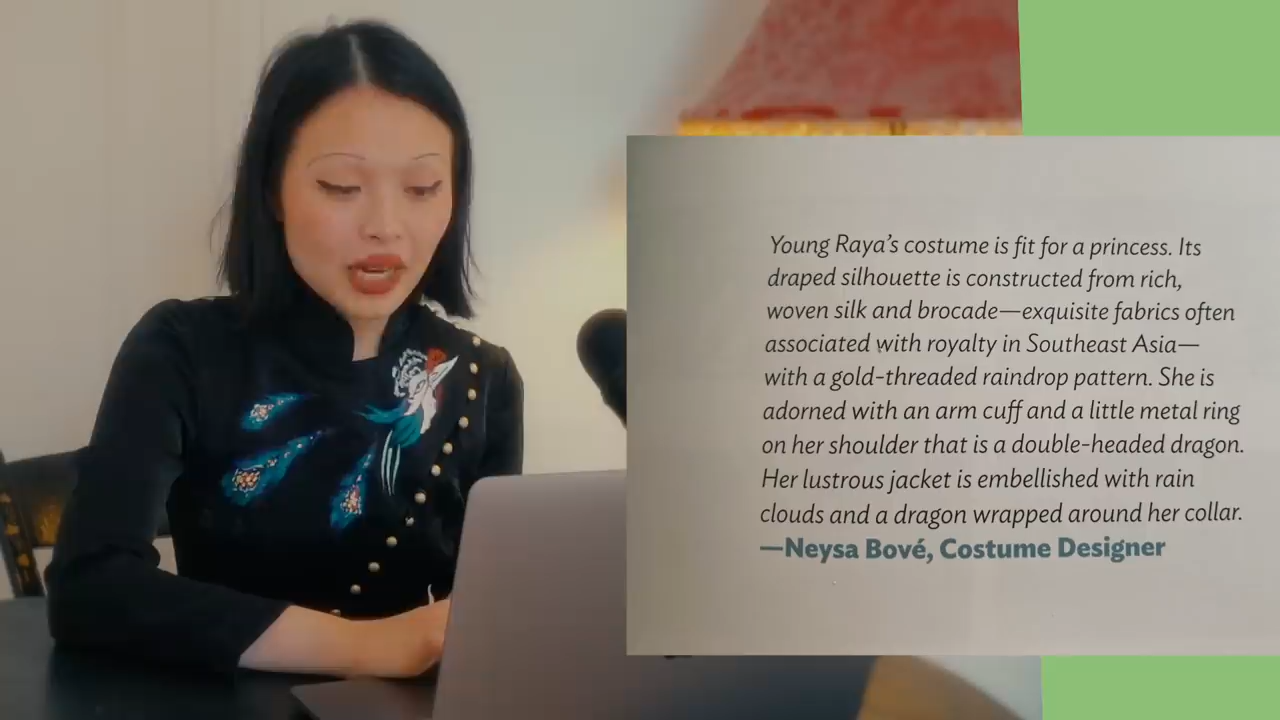 Young Raya's costume is fit for a princess. Its
draped silhouette is constructed from rich,
woven silk and brocade—exquisite fabrics often
associated with royalty in Southeast Asia—
with a gold-threaded raindrop pattern. She is
adorned with an arm cuff and a little metal ring
on her shoulder that is a double-headed dragon.
Her lustrous jacket is embellished with rain
clouds and a dragon wrapped around her collar.
—Neysa Bové, Costume Designer